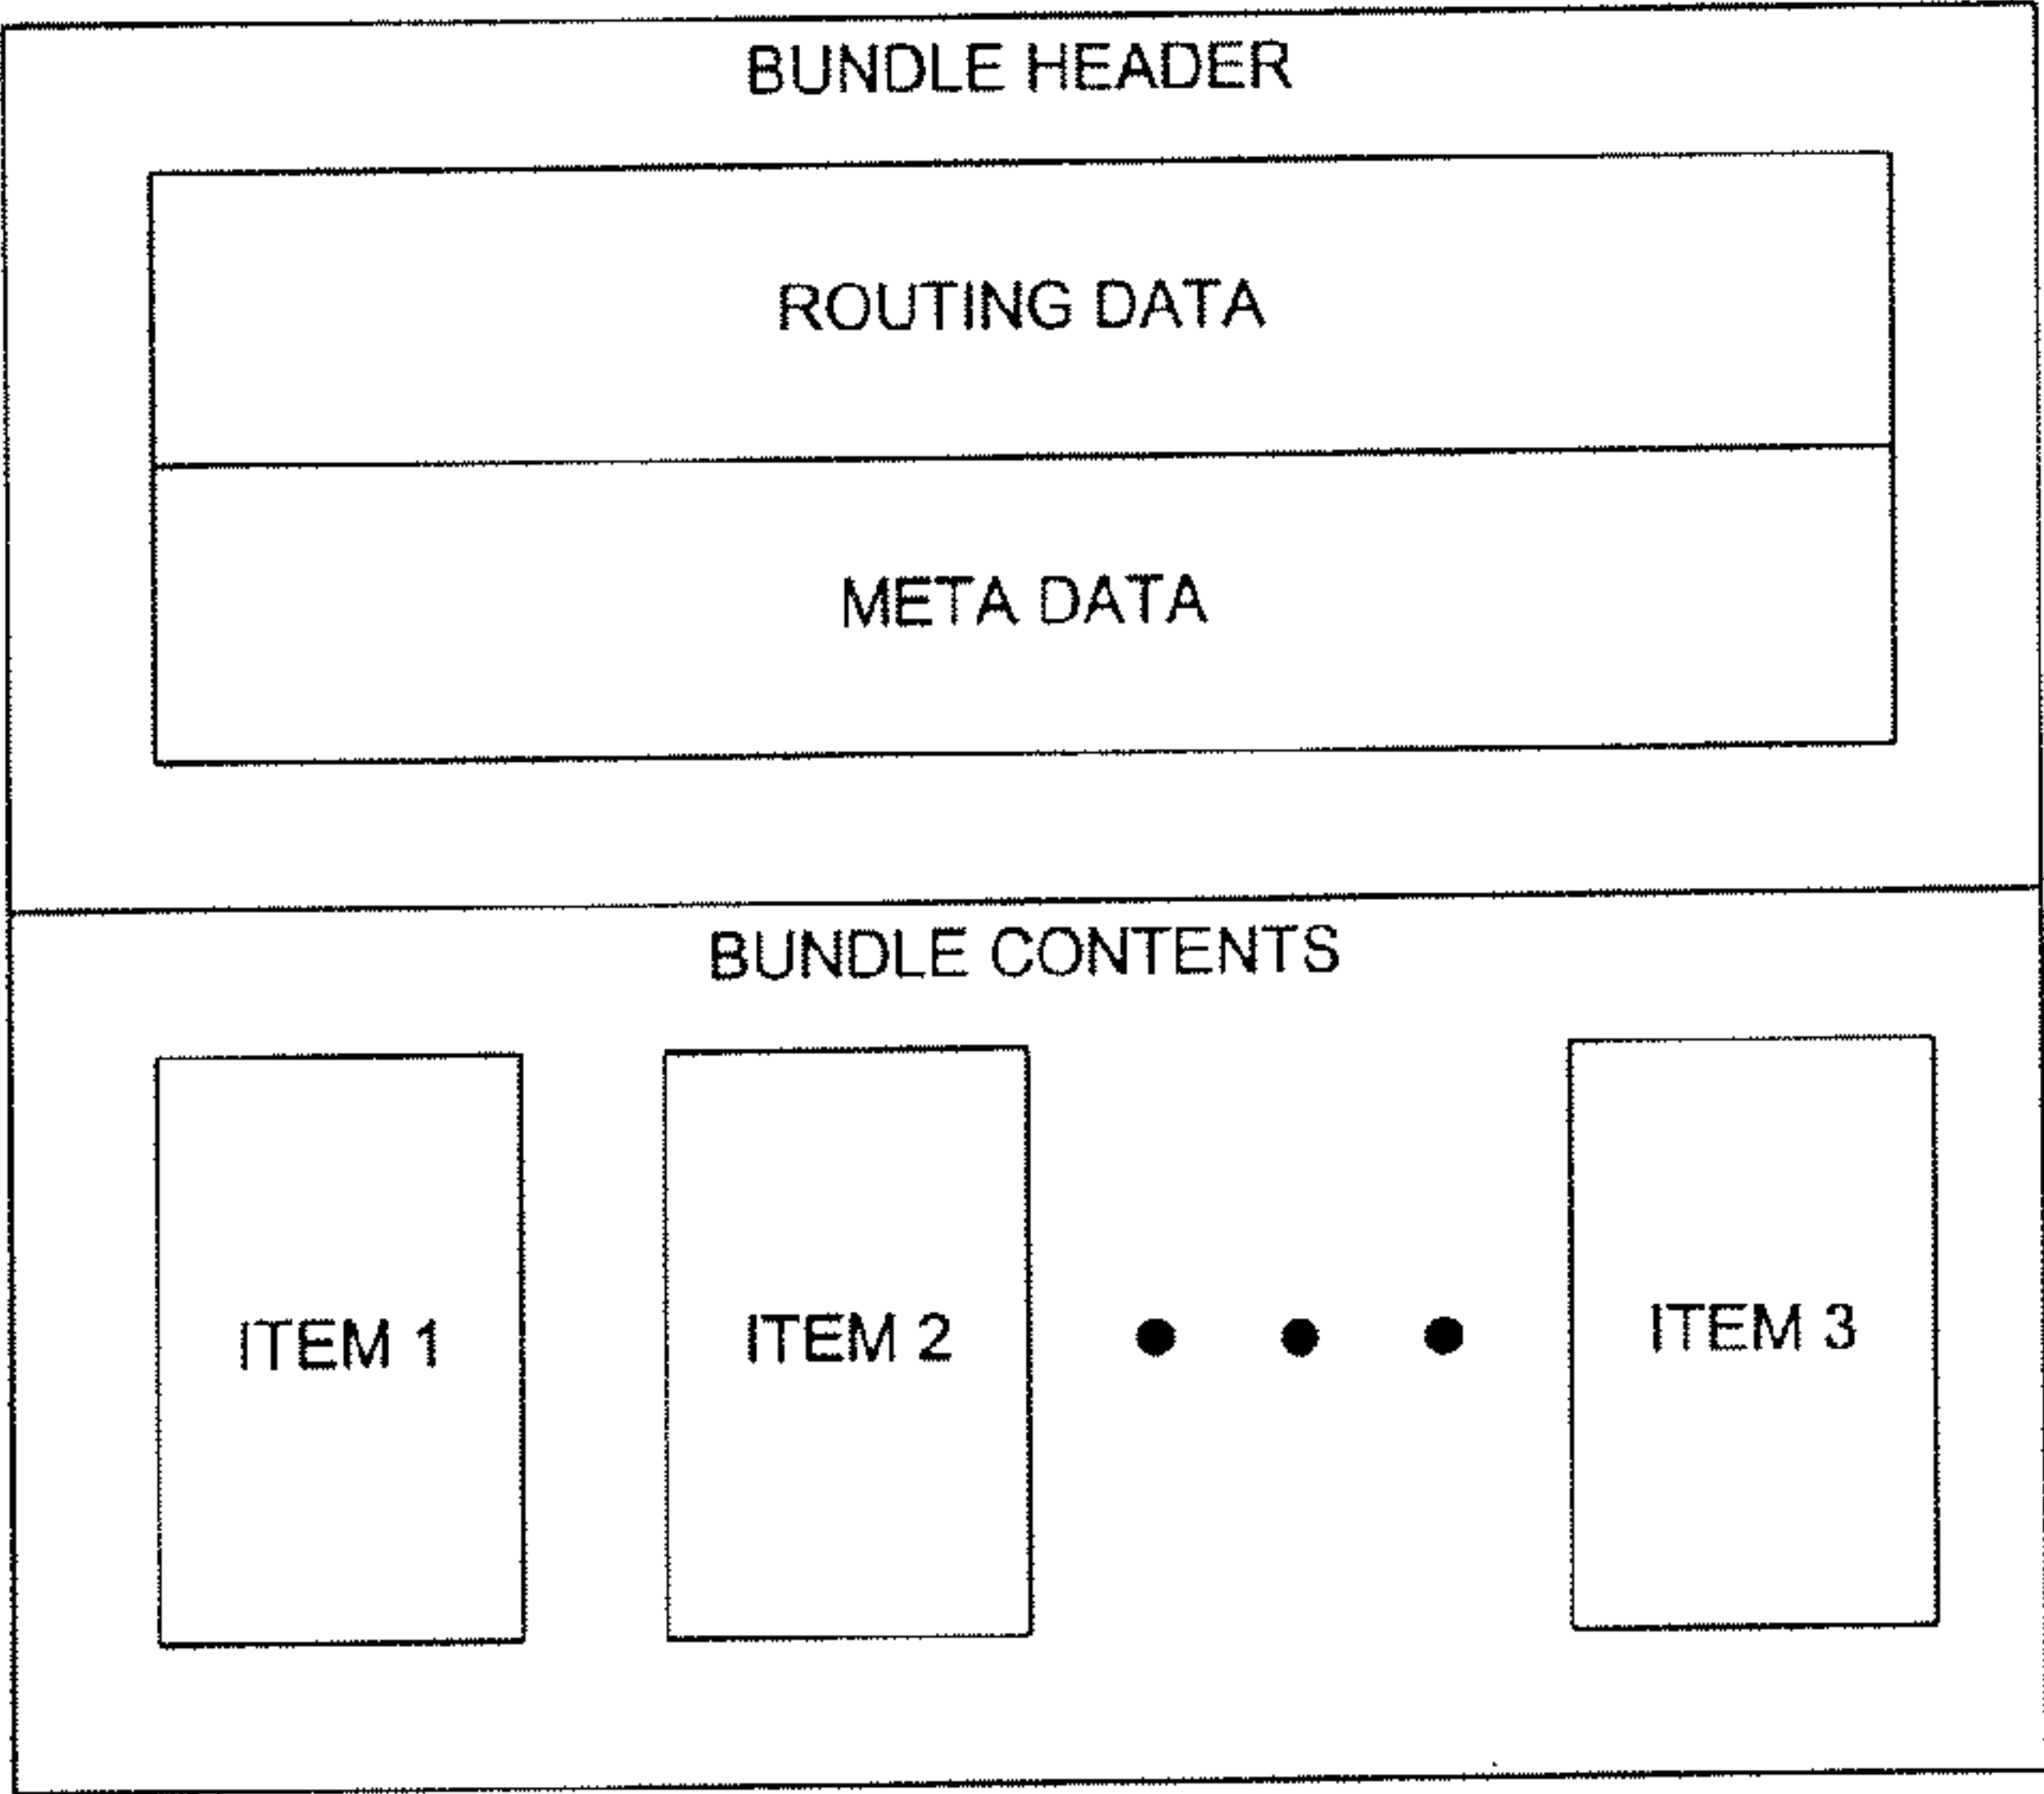 BUNDLE HEADER
ROUTING DATA
META DATA
BUNDLE CONTENTS
ITEM 1
ITEM 2
ITEM 3